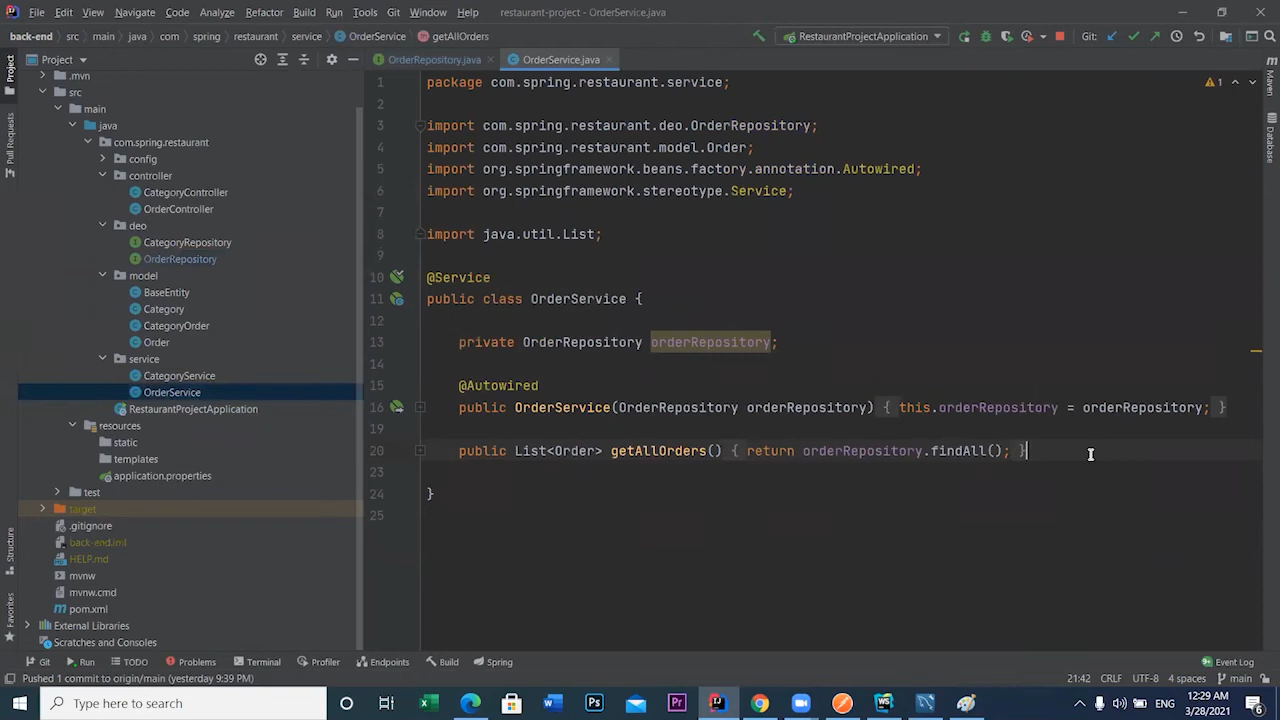 File Edit View Navigate Code Analyze Refactor Build Run Tools Git Window Help restaurant-project - OrderService.java
back-end src main java com spring restaurant service OrderService getAllOrders RestaurantProjectApplication Git:
Project OrderRepository.java OrderService.java
Project
Pull Requests
Structure
Favorites
.mvn
src
main
java
com.spring.restaurant
config
controller
CategoryController
OrderController
deo
CategoryRepository
OrderRepository
model
BaseEntity
Category
CategoryOrder
Order
service
CategoryService
OrderService
RestaurantProjectApplication
resources
static
templates
application.properties
test
target
.gitignore
back-end.iml
HELP.md
mvnw
mvnw.cmd
pom.xml
External Libraries
Scratches and Consoles
1 package com.spring.restaurant.service;
2
3 import com.spring.restaurant.deo.OrderRepository;
4 import com.spring.restaurant.model.Order;
5 import org.springframework.beans.factory.annotation.Autowired;
6 import org.springframework.stereotype.Service;
7
8 import java.util.List;
9
10 @Service
11 public class OrderService {
12
13 private OrderRepository orderRepository;
14
15 @Autowired
16 public OrderService(OrderRepository orderRepository) { this.orderRepository = orderRepository; }
19
20 public List<Order> getAllOrders() { return orderRepository.findAll(); }
23
24 }
25
1
Maven
Database
Git Run TODO Problems Terminal Profiler Endpoints Build Spring Event Log
Pushed 1 commit to origin/main (yesterday 9:39 PM) 21:42 CRLF UTF-8 4 spaces main
Type here to search
ENG
12:29 AM
3/28/2021